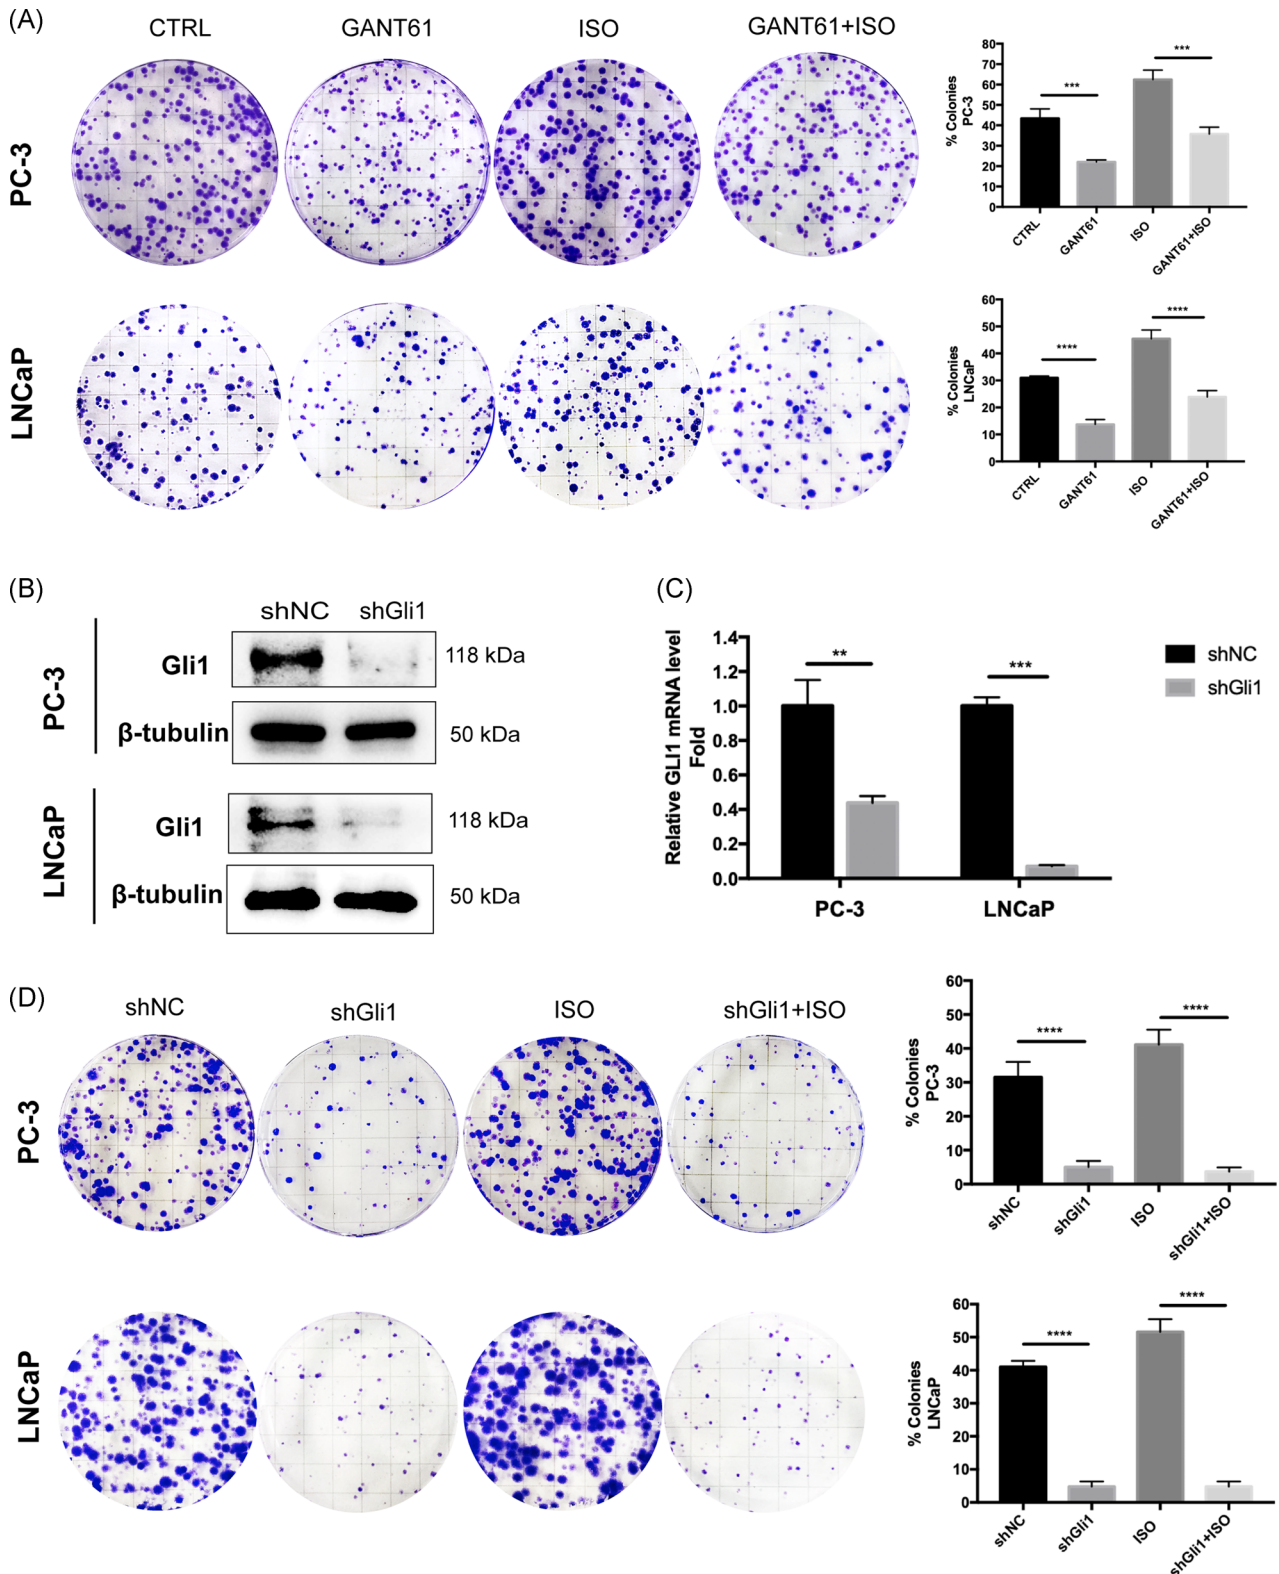 (A)
CTRL GANT61 ISO GANT61+ISO
PC-3
LNCaP
% Colonies
PC-3
80
70
60
50
40
30
20
10
0
*** ***
CTRL GANT61 ISO GANT61+ISO
% Colonies
LNCaP
60
50
40
30
20
10
0
**** ****
CTRL GANT61 ISO GANT61+ISO
(B)
shNC shGli1
PC-3
Gli1 118 kDa
β-tubulin 50 kDa
LNCaP
Gli1 118 kDa
β-tubulin 50 kDa
(C)
Relative GLI1 mRNA level
Fold
1.4
1.2
1.0
0.8
0.6
0.4
0.2
0.0
** ***
PC-3 LNCaP
shNC
shGli1
(D)
shNC shGli1 ISO shGli1+ISO
PC-3
LNCaP
% Colonies
PC-3
60
50
40
30
20
10
0
**** ****
shNC shGli1 ISO shGli1+ISO
% Colonies
LNCaP
60
50
40
30
20
10
0
**** ****
shNC shGli1 ISO shGli1+ISO